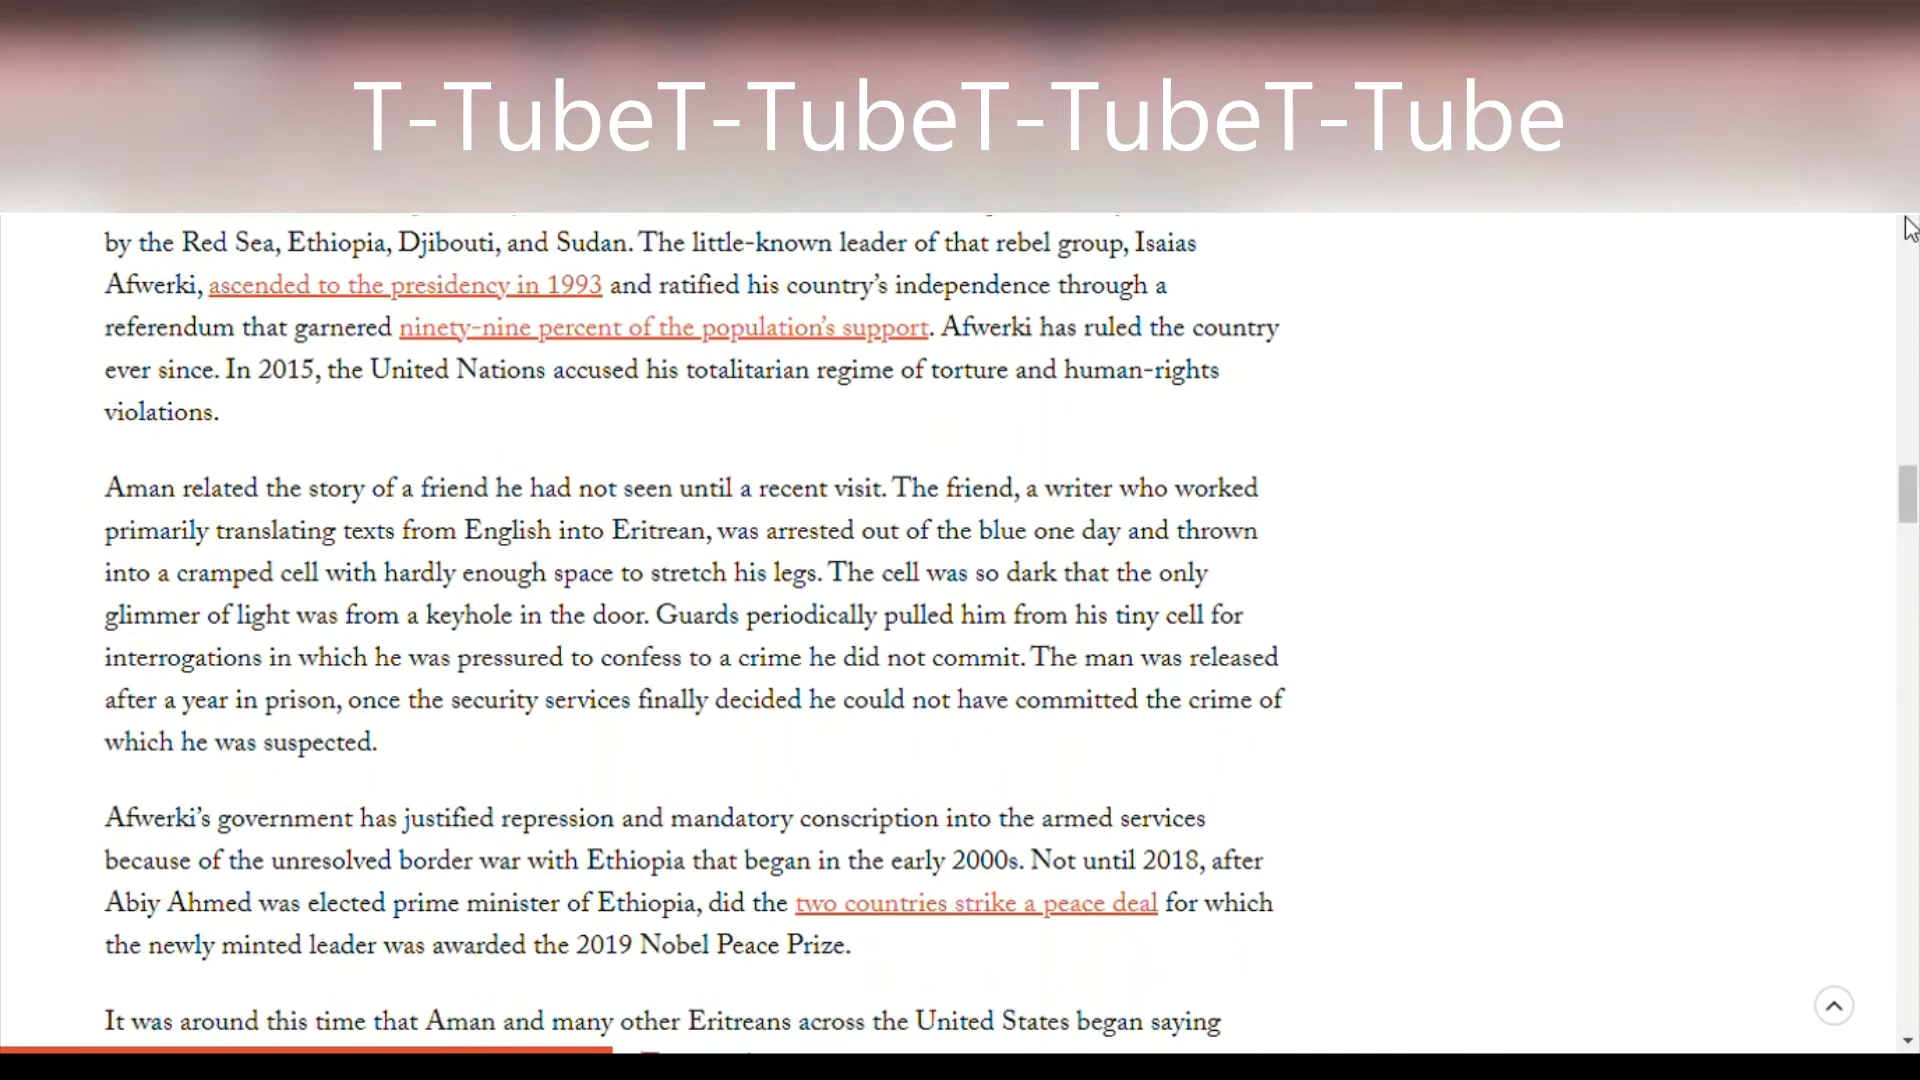 T-TubeT-TubeT-TubeT-Tube
by the Red Sea, Ethiopia, Djibouti, and Sudan. The little-known leader of that rebel group, Isaias
Afwerki, ascended to the presidency in 1993 and ratified his country’s independence through a
referendum that garnered ninety-nine percent of the population’s support. Afwerki has ruled the country
ever since. In 2015, the United Nations accused his totalitarian regime of torture and human-rights
violations.
Aman related the story of a friend he had not seen until a recent visit. The friend, a writer who worked
primarily translating texts from English into Eritrean, was arrested out of the blue one day and thrown
into a cramped cell with hardly enough space to stretch his legs. The cell was so dark that the only
glimmer of light was from a keyhole in the door. Guards periodically pulled him from his tiny cell for
interrogations in which he was pressured to confess to a crime he did not commit. The man was released
after a year in prison, once the security services finally decided he could not have committed the crime of
which he was suspected.
Afwerki’s government has justified repression and mandatory conscription into the armed services
because of the unresolved border war with Ethiopia that began in the early 2000s. Not until 2018, after
Abiy Ahmed was elected prime minister of Ethiopia, did the two countries strike a peace deal for which
the newly minted leader was awarded the 2019 Nobel Peace Prize.
It was around this time that Aman and many other Eritreans across the United States began saying